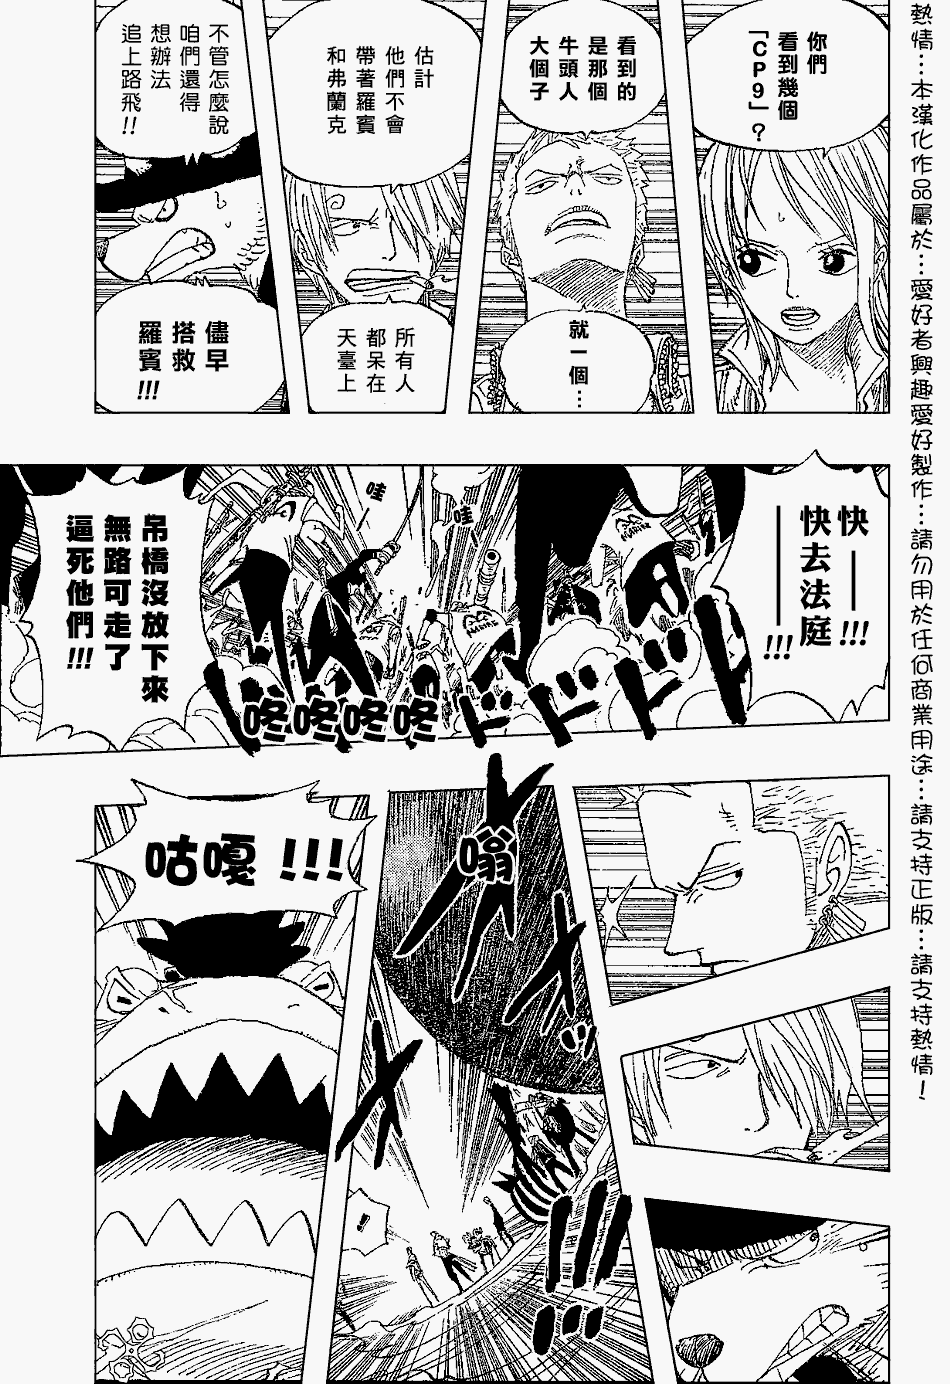 你們
看到幾個
「CP9」?
看到的
是那個
牛頭人
大個子
就一個…
估計
他們不會
帶著羅賓
和弗蘭克
所有人
都呆在
天臺上
不管怎麼說
咱們還得
想辦法
追上路飛!!
儘早
搭救
羅賓!!!
快——!!!
快去法庭
——!!!
哇
哇
ドドドドド
咚咚咚咚
吊橋沒放下來
無路可走了
逼死他們!!!
嗡
咕嘎!!!
!
!!!!
熱情…本漢化作品屬於…愛好者興趣愛好製作…請勿用於任何商業用途…請支持正版…請支持熱情!